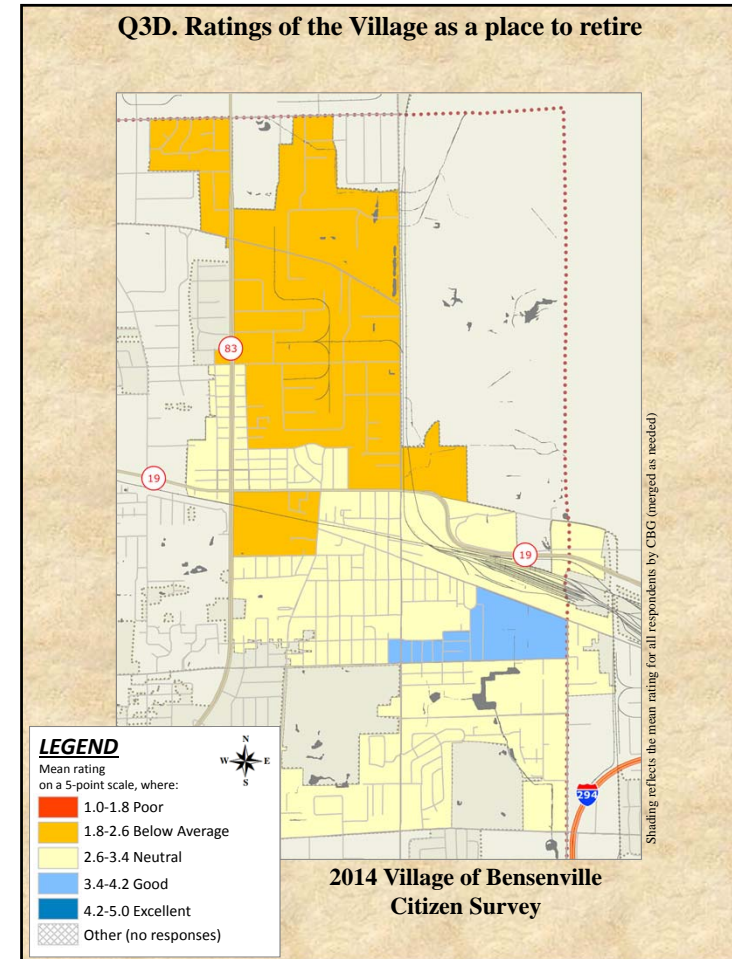 Q3D. Ratings of the Village as a place to retire
83
19
19
294
Shading reflects the mean rating for all respondents by CBG (merged as needed)
LEGEND
Mean rating
on a 5-point scale, where:
N
W E
S
1.0-1.8 Poor
1.8-2.6 Below Average
2.6-3.4 Neutral
3.4-4.2 Good
4.2-5.0 Excellent
Other (no responses)
2014 Village of Bensenville
Citizen Survey